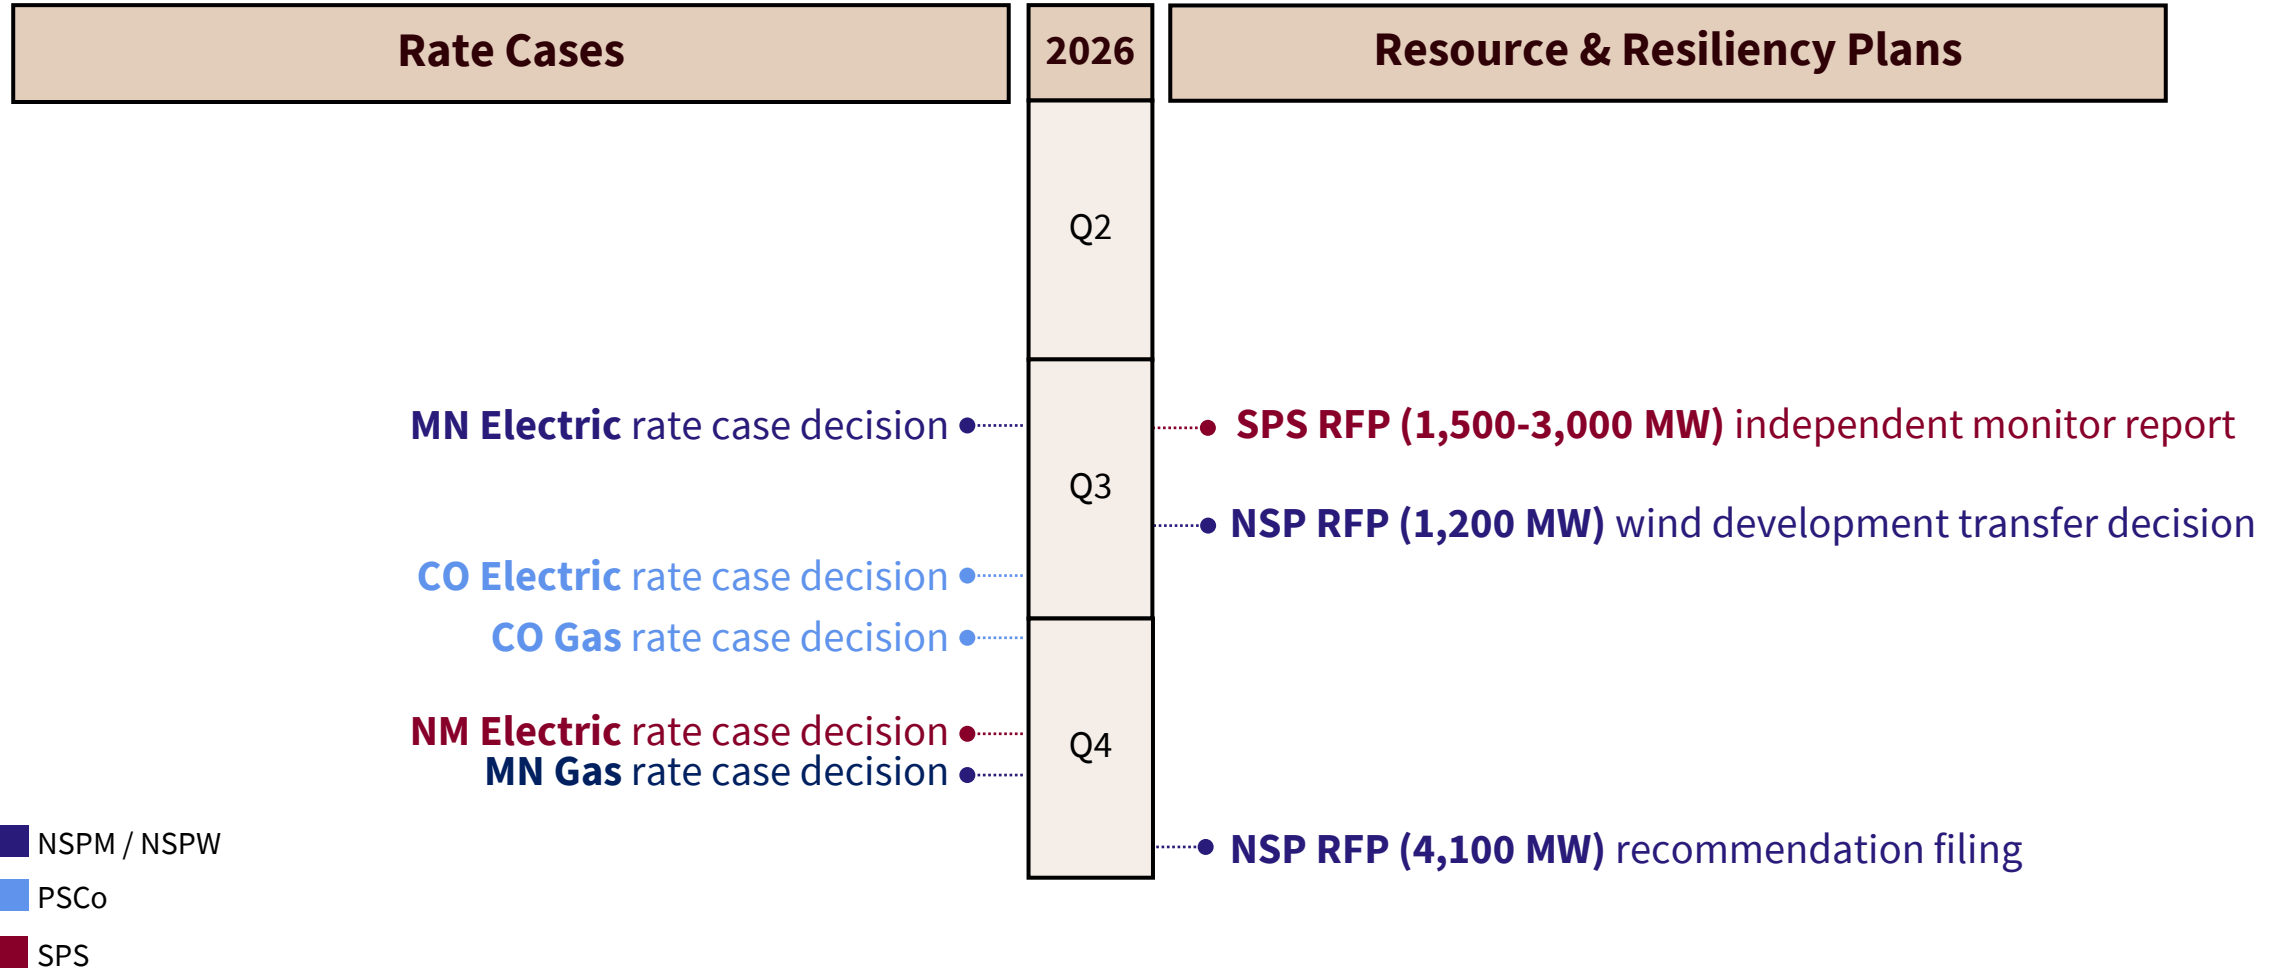 Rate Cases
2026
Resource & Resiliency Plans
Q2
MN Electric rate case decision
SPS RFP (1,500-3,000 MW) independent monitor report
Q3
NSP RFP (1,200 MW) wind development transfer decision
CO Electric rate case decision
CO Gas rate case decision
NM Electric rate case decision
Q4
MN Gas rate case decision
NSP RFP (4,100 MW) recommendation filing
NSPM / NSPW
PSCo
SPS